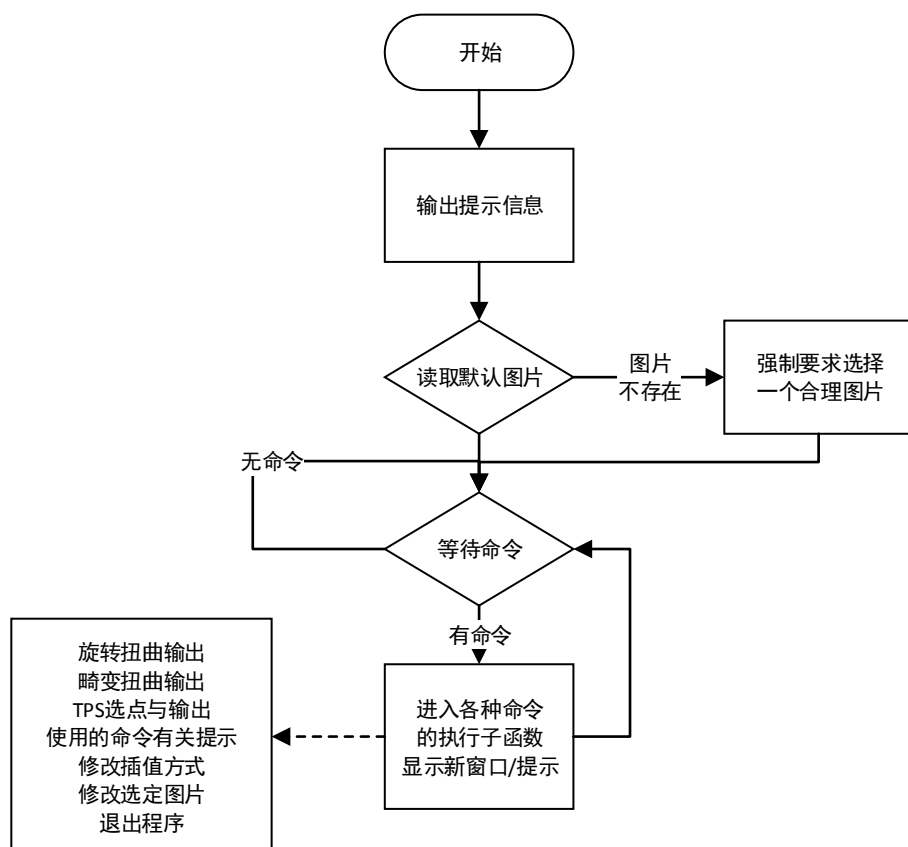 开始
输出提示信息
读取默认图片
图片
不存在
强制要求选择
一个合理图片
无命令
等待命令
有命令
旋转扭曲输出
畸变扭曲输出
TPS选点与输出
使用的命令有关提示
修改插值方式
修改选定图片
退出程序
进入各种命令
的执行子函数
显示新窗口/提示